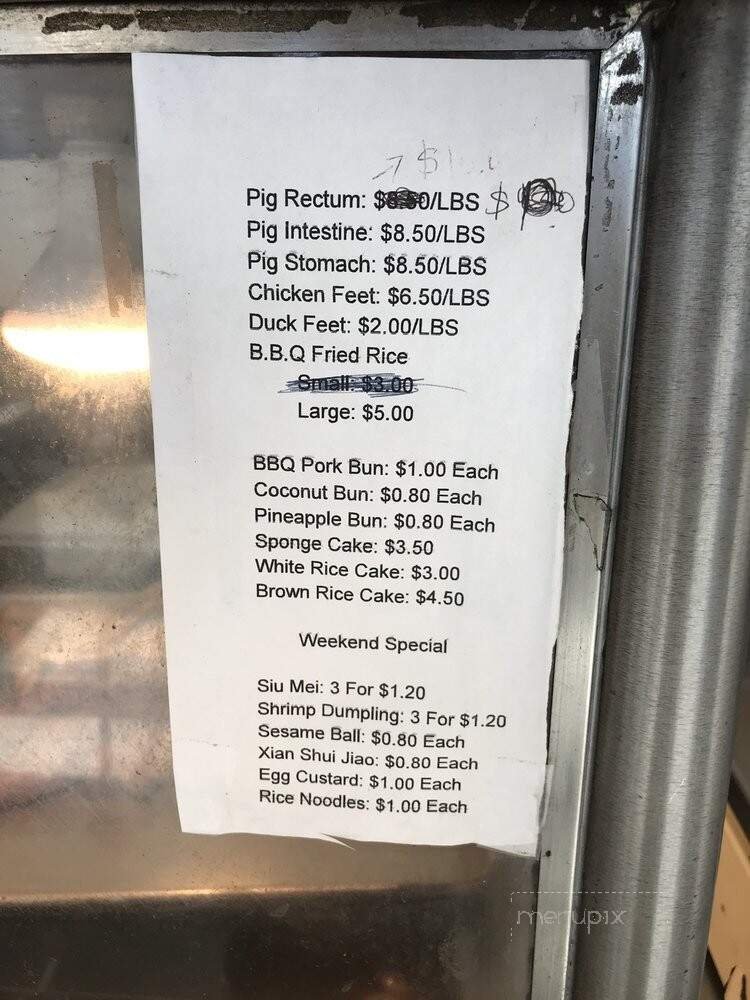 Pig Rectum: /LBS $
Pig Intestine: $8.50/LBS
Pig Stomach: $8.50/LBS
Chicken Feet: $6.50/LBS
Duck Feet: $2.00/LBS
B.B.Q Fried Rice
Small: $3.00
Large: $5.00
BBQ Pork Bun: $1.00 Each
Coconut Bun: $0.80 Each
Pineapple Bun: $0.80 Each
Sponge Cake: $3.50
White Rice Cake: $3.00
Brown Rice Cake: $4.50
Weekend Special
Siu Mei: 3 For $1.20
Shrimp Dumpling: 3 For $1.20
Sesame Ball: $0.80 Each
Xian Shui Jiao: $0.80 Each
Egg Custard: $1.00 Each
Rice Noodles: $1.00 Each
menupix